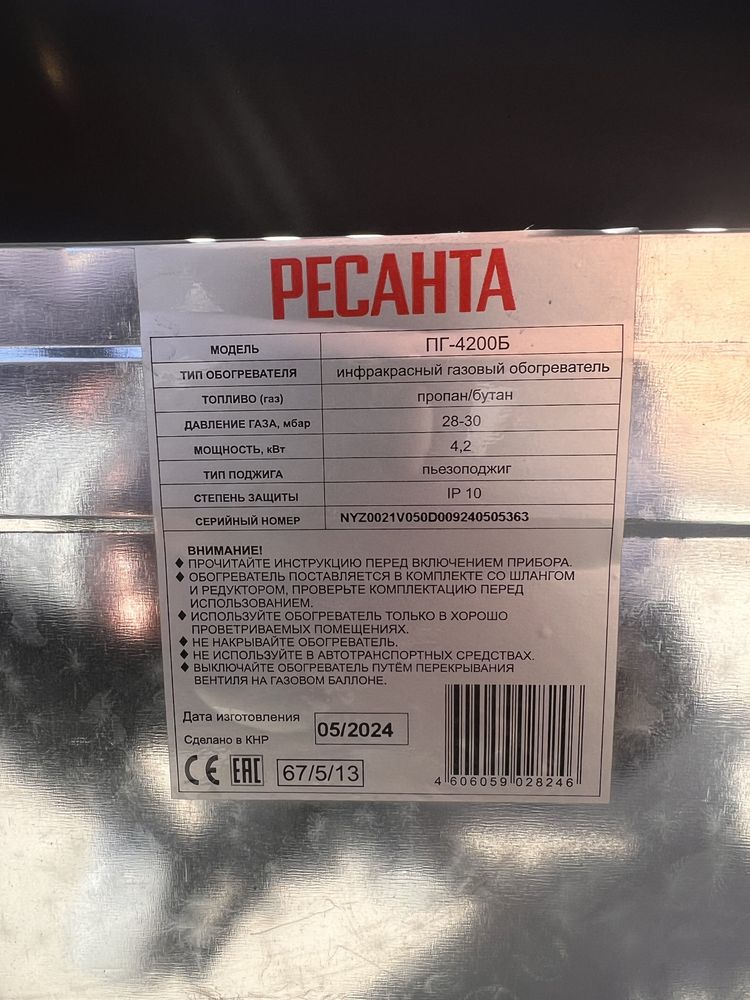 РЕСАНТА
МОДЕЛЬ ПГ-4200Б
ТИП ОБОГРЕВАТЕЛЯ инфракрасный газовый обогреватель
ТОПЛИВО (газ) пропан/бутан
ДАВЛЕНИЕ ГАЗА, мбар 28-30
МОЩНОСТЬ, кВт 4,2
ТИП ПОДЖИГА пьезоподжиг
СТЕПЕНЬ ЗАЩИТЫ IP 10
СЕРИЙНЫЙ НОМЕР NYZ0021V050D009240505363
ВНИМАНИЕ!
♦ ПРОЧИТАЙТЕ ИНСТРУКЦИЮ ПЕРЕД ВКЛЮЧЕНИЕМ ПРИБОРА.
♦ ОБОГРЕВАТЕЛЬ ПОСТАВЛЯЕТСЯ В КОМПЛЕКТЕ СО ШЛАНГОМ
И РЕДУКТОРОМ, ПРОВЕРЬТЕ КОМПЛЕКТАЦИЮ ПЕРЕД
ИСПОЛЬЗОВАНИЕМ.
♦ ИСПОЛЬЗУЙТЕ ОБОГРЕВАТЕЛЬ ТОЛЬКО В ХОРОШО
ПРОВЕТРИВАЕМЫХ ПОМЕЩЕНИЯХ.
♦ НЕ НАКРЫВАЙТЕ ОБОГРЕВАТЕЛЬ.
♦ НЕ ИСПОЛЬЗУЙТЕ В АВТОТРАНСПОРТНЫХ СРЕДСТВАХ.
♦ ВЫКЛЮЧАЙТЕ ОБОГРЕВАТЕЛЬ ПУТЁМ ПЕРЕКРЫВАНИЯ
ВЕНТИЛЯ НА ГАЗОВОМ БАЛЛОНЕ.
Дата изготовления 05/2024
Сделано в КНР
CE EAC 67/5/13
4 606059 028246